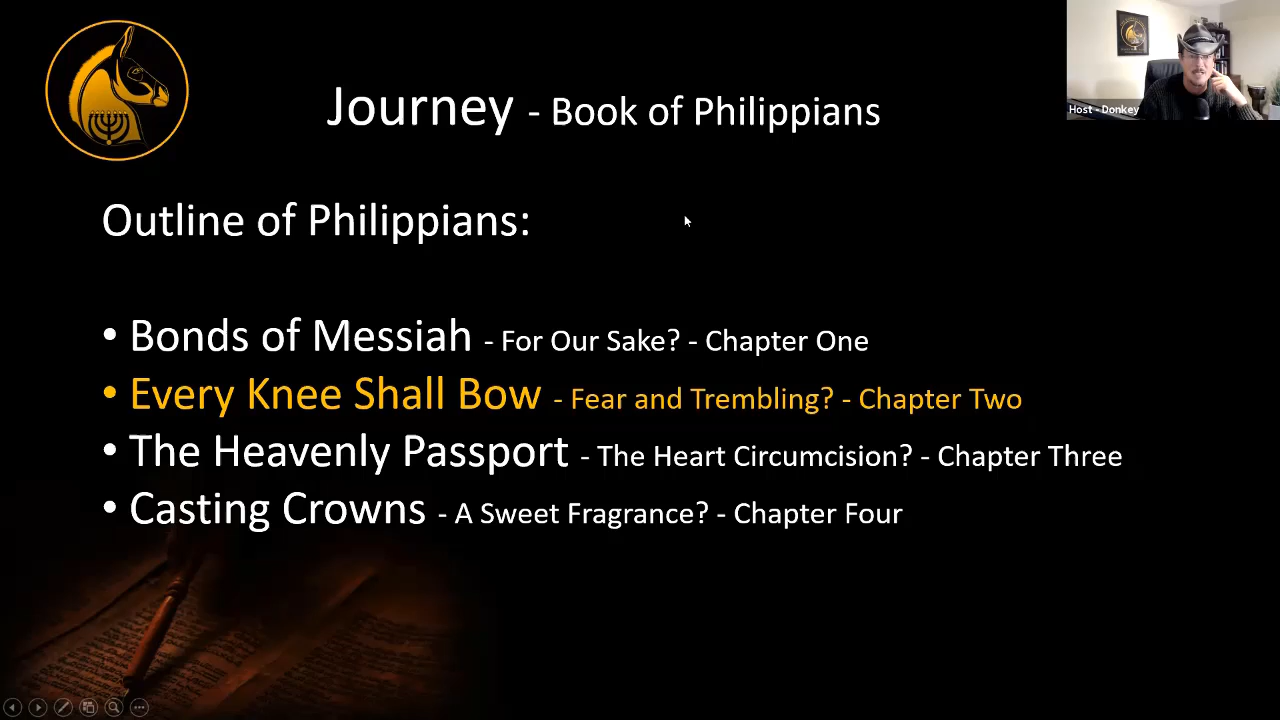 Journey - Book of Philippians
Host - Donkey
Outline of Philippians:
• Bonds of Messiah - For Our Sake? - Chapter One
• Every Knee Shall Bow - Fear and Trembling? - Chapter Two
• The Heavenly Passport - The Heart Circumcision? - Chapter Three
• Casting Crowns - A Sweet Fragrance? - Chapter Four